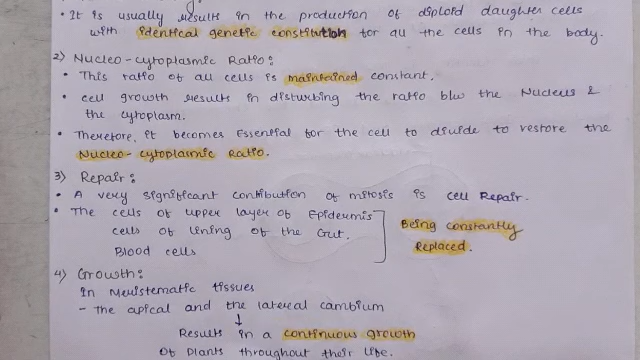 • It is usually results in the production of diploid daughter cells
with identical genetic constitution for all the cells in the body.
2) Nucleo-cytoplasmic Ratio:
• This ratio of all cells is maintained constant.
• cell growth results in disturbing the ratio b/w the Nucleus &
the cytoplasm.
• Therefore, it becomes Essential for the cell to divide to restore the
Nucleo-cytoplasmic Ratio.
3) Repair:
• A very significant contibution of mitosis is cell Repair.
• The cells of upper layer of Epidermis
cells of lining of the Gut.
Blood cells
Being constantly
Replaced.
4) Growth:
In Meristematic tissues
- the apical and the latereal cambium
↓
Results in a continuous growth
Of plants throughout their life.